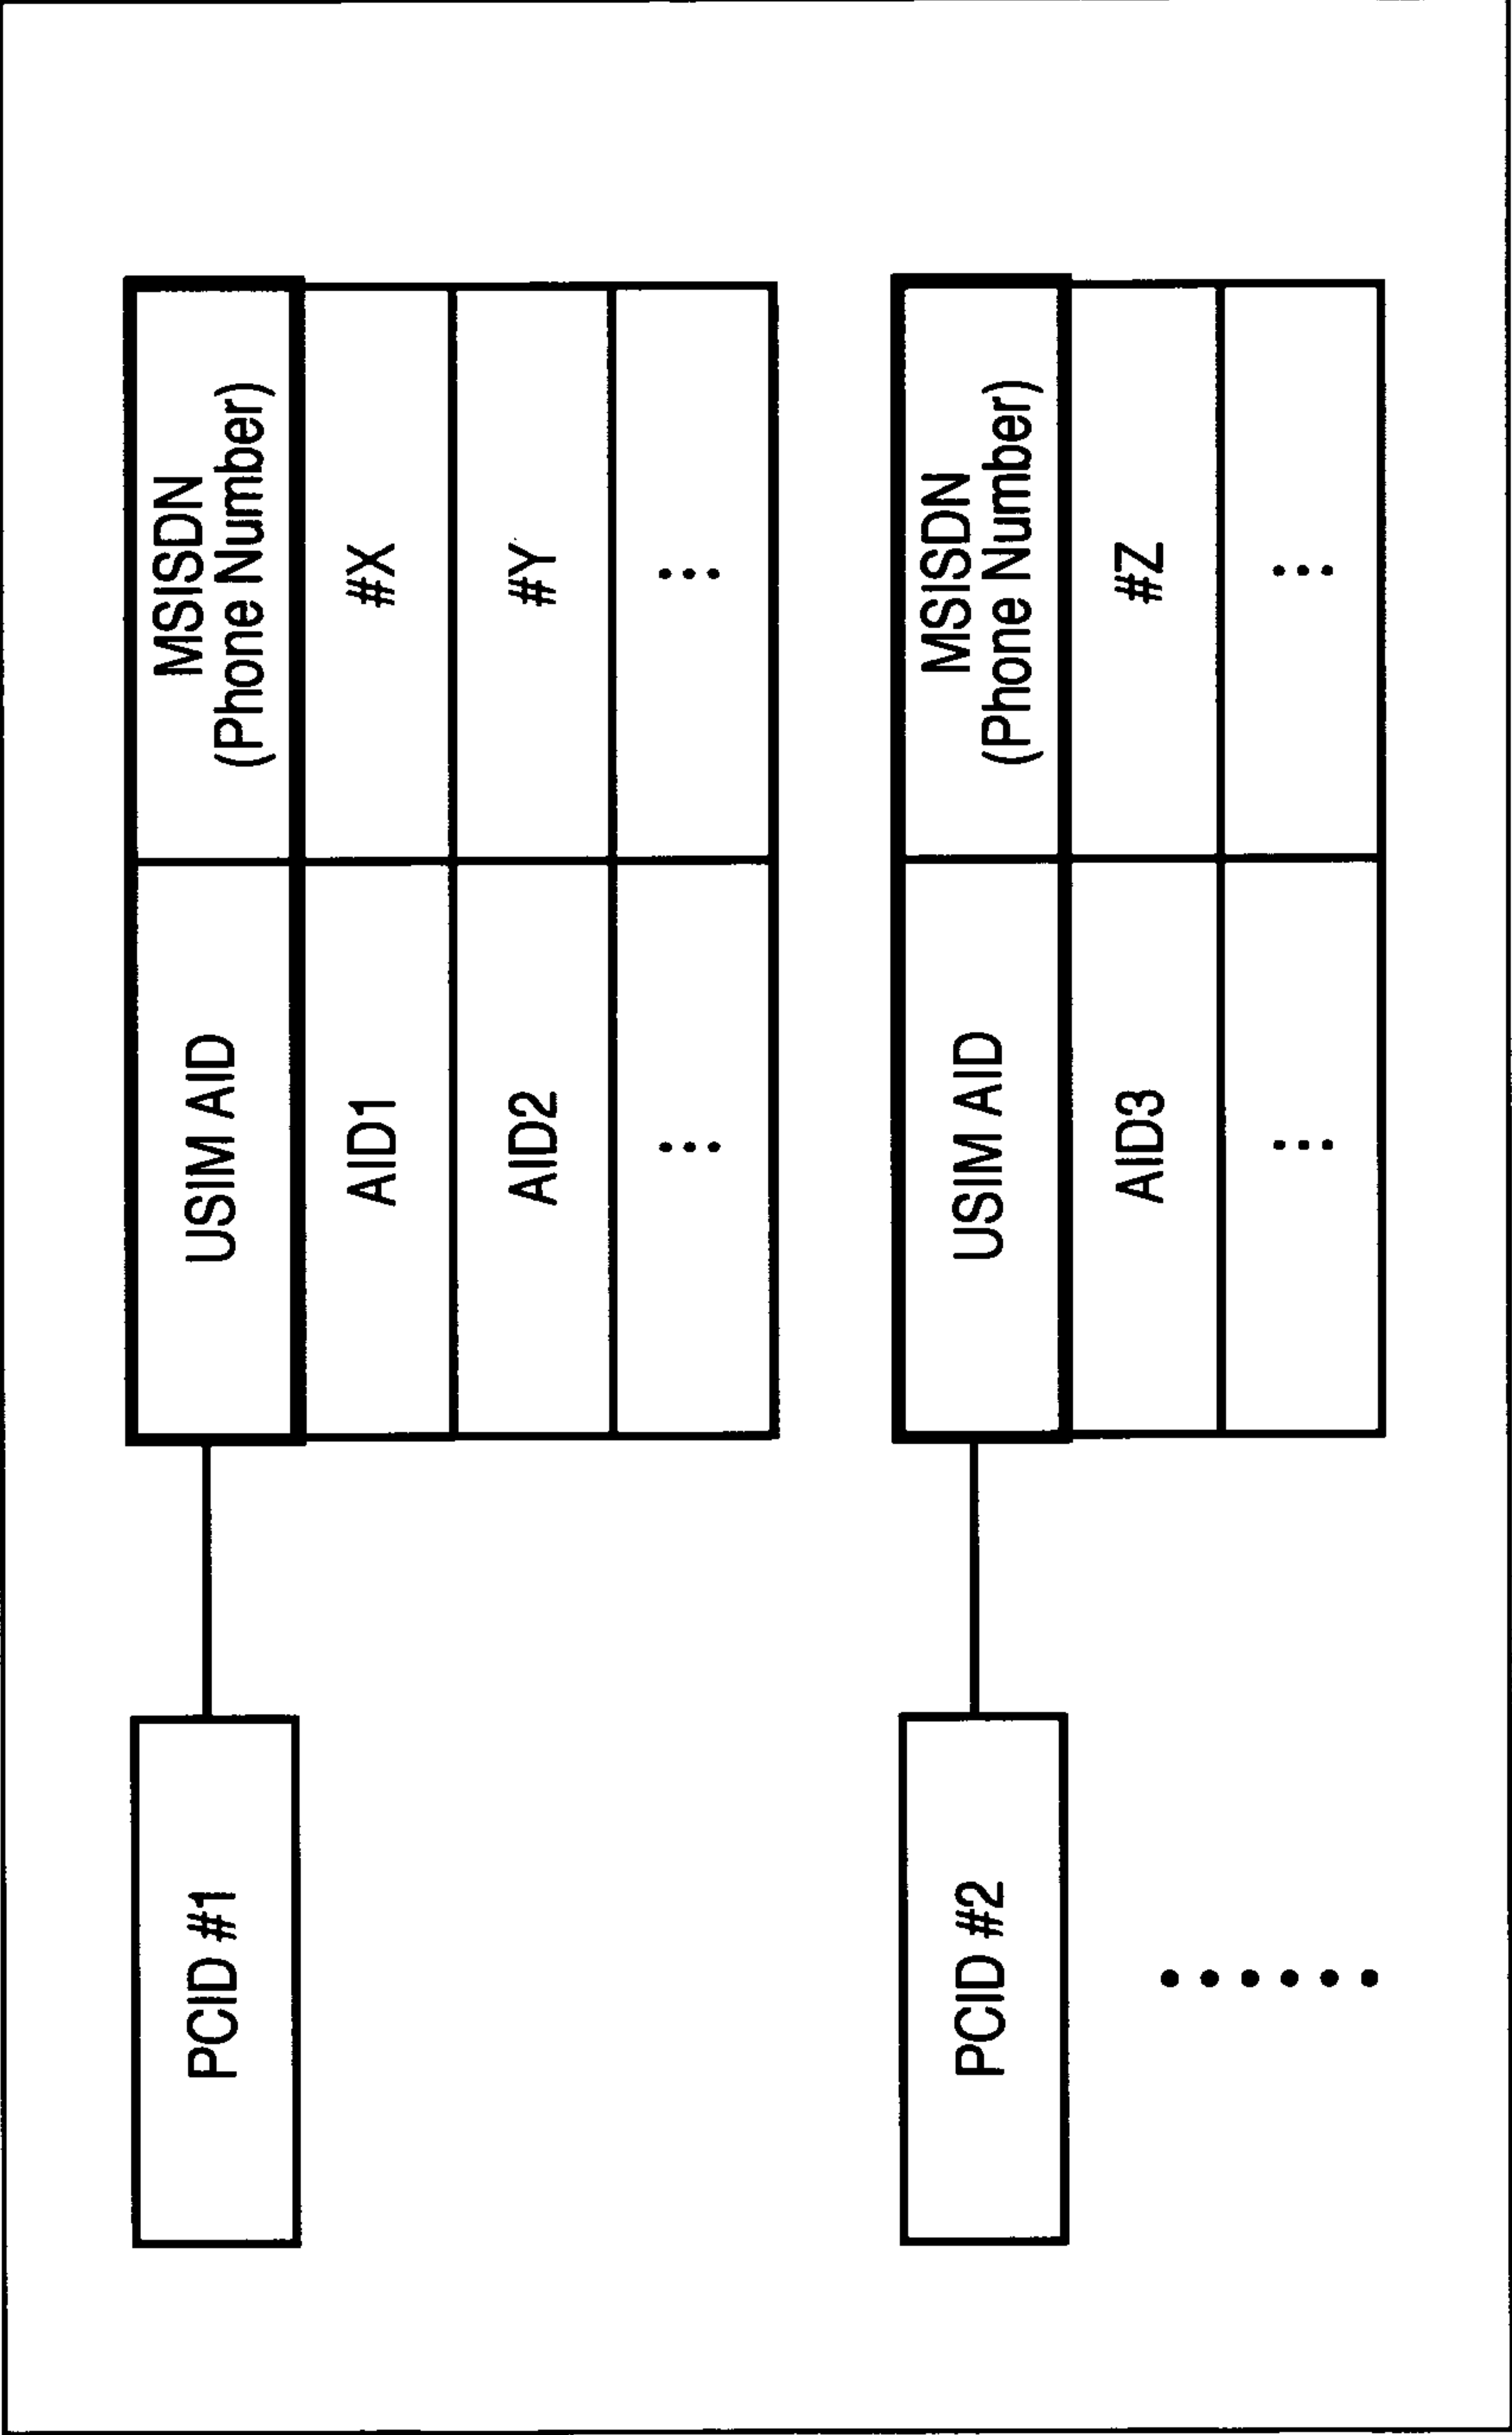 PCID #1
USIM AID
MSISDN
(Phone Number)
AID1
#X
AID2
#Y
...
...
PCID #2
USIM AID
MSISDN
(Phone Number)
AID3
#Z
...
...
......